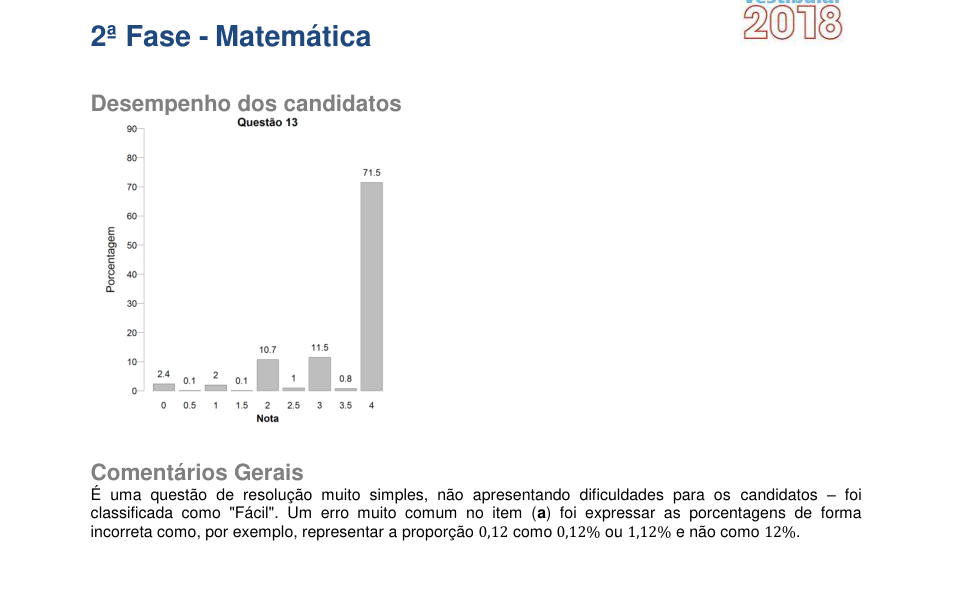 Vestibular
2018
2ª Fase - Matemática
Desempenho dos candidatos
Questão 13
90
80
70
60
50
40
30
20
10
0
Porcentagem
2.4
0.1
2
0.1
10.7
1
11.5
0.8
71.5
0 0.5 1 1.5 2 2.5 3 3.5 4
Nota
Comentários Gerais
É uma questão de resolução muito simples, não apresentando dificuldades para os candidatos – foi
classificada como "Fácil". Um erro muito comum no item (a) foi expressar as porcentagens de forma
incorreta como, por exemplo, representar a proporção 0,12 como 0,12% ou 1,12% e não como 12%.